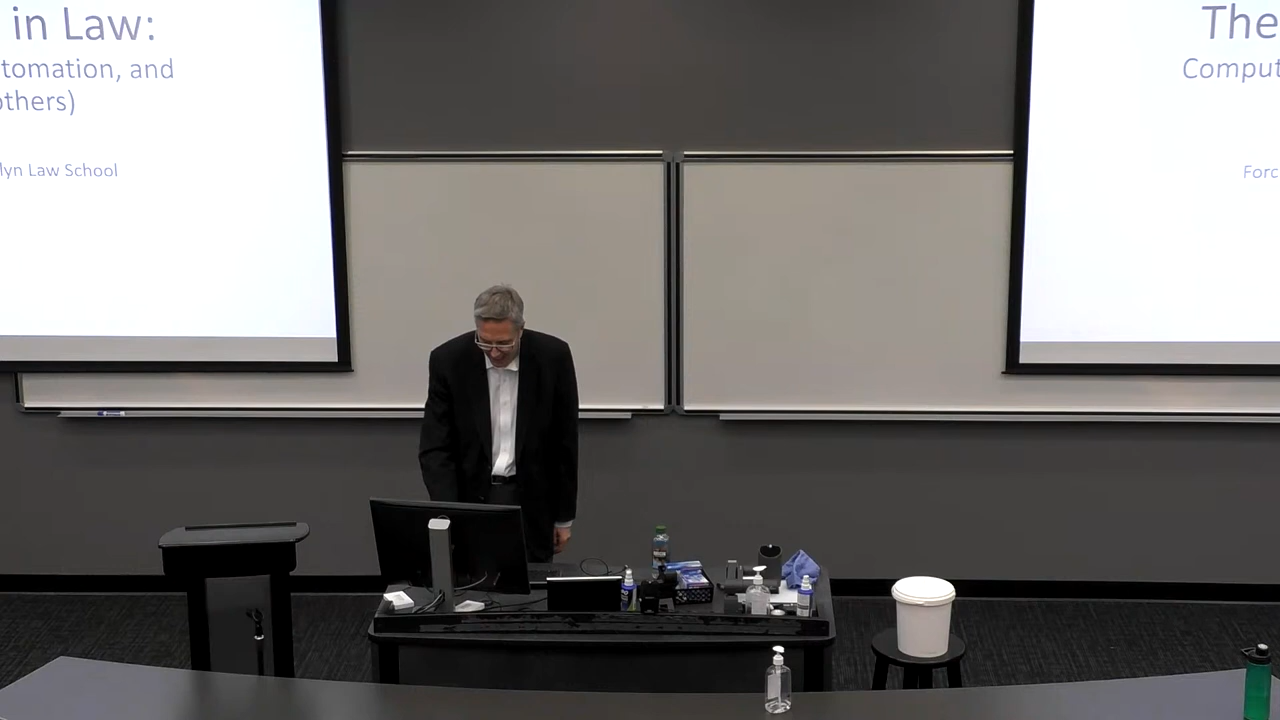 in Law:
tomation, and
others)
lyn Law School
The
Comput
Forc